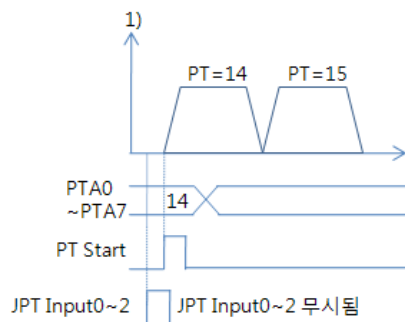 1)
PT=14 PT=15
PTA0
~PTA7
14
PT Start
JPT Input0~2 JPT Input0~2 무시됨